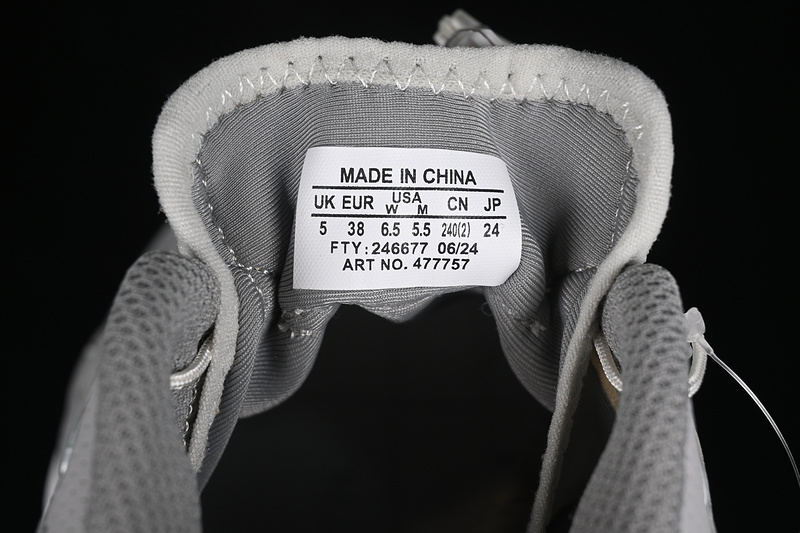 MADE IN CHINA
UK EUR USA W M CN JP
5 38 6.5 5.5 240(2) 24
FTY: 246677 06/24
ART NO. 477757